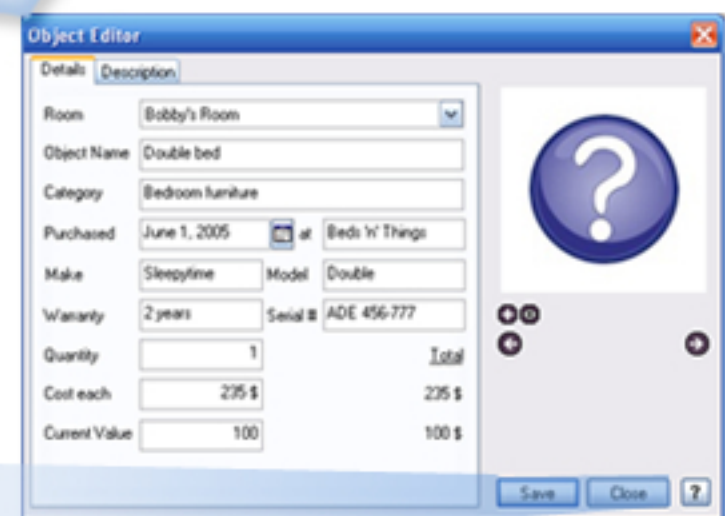 Object Editor
Details Description
Room Bobby's Room
Object Name Double bed
Category Bedroom furniture
Purchased June 1, 2005 at Beds 'n' Things
Make Sleepytime Model Double
Warranty 2 years Serial # ADE 456-777
Quantity 1 Total
Cost each 235 $ 235 $
Current Value 100 100 $
Save Close ?